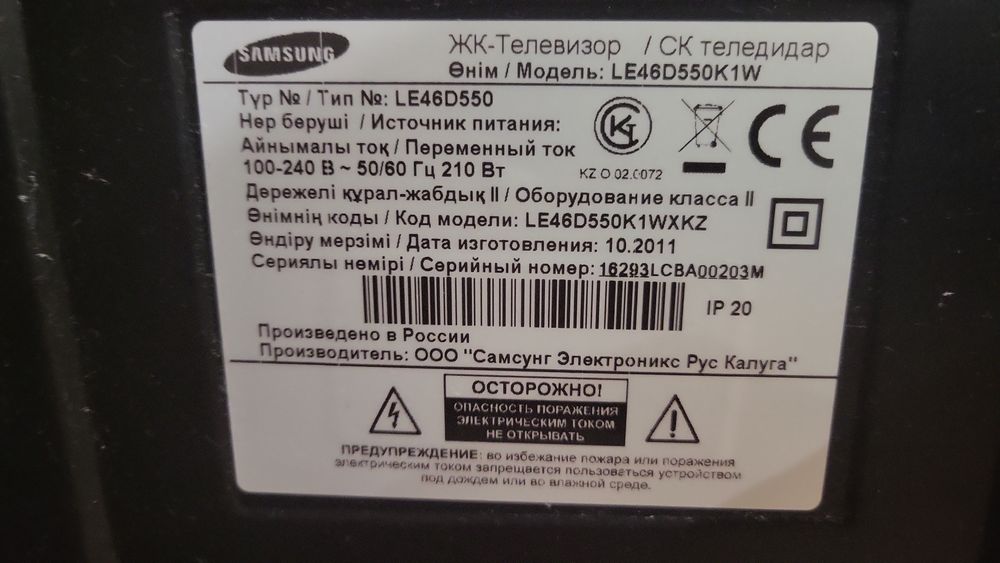 SAMSUNG
ЖК-Телевизор / СК теледидар
Өнім / Модель: LE46D550K1W
Түр № / Тип №: LE46D550
Нәр беруші / Источник питания:
Айнымалы тоқ / Переменный ток
100-240 В ~ 50/60 Гц 210 Вт
KZ O 02.0072
Дәрежелі құрал-жабдық II / Оборудование класса II
Өнімнің коды / Код модели: LE46D550K1WXKZ
Өндіру мерзімі / Дата изготовления: 10.2011
Сериялы нөмірі / Серийный номер: 16293LCBA00203M
IP 20
Произведено в России
Производитель: ООО "Самсунг Электроникс Рус Калуга"
ОСТОРОЖНО!
ОПАСНОСТЬ ПОРАЖЕНИЯ
ЭЛЕКТРИЧЕСКИМ ТОКОМ
НЕ ОТКРЫВАТЬ
ПРЕДУПРЕЖДЕНИЕ: во избежание пожара или поражения
электрическим током запрещается пользоваться устройством
под дождем или во влажной среде.